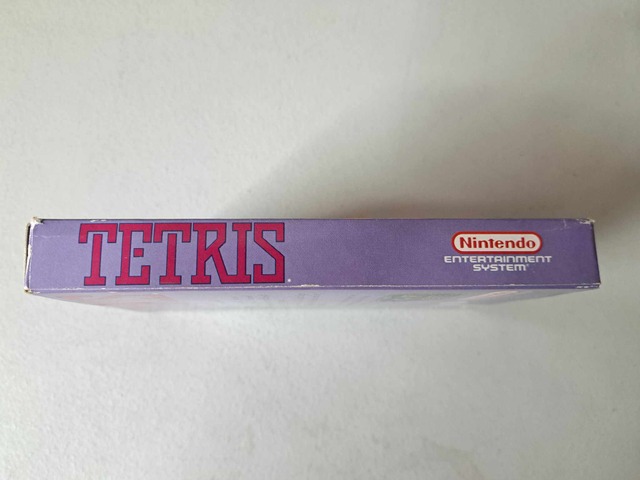 TETRIS
Nintendo
ENTERTAINMENT
SYSTEM